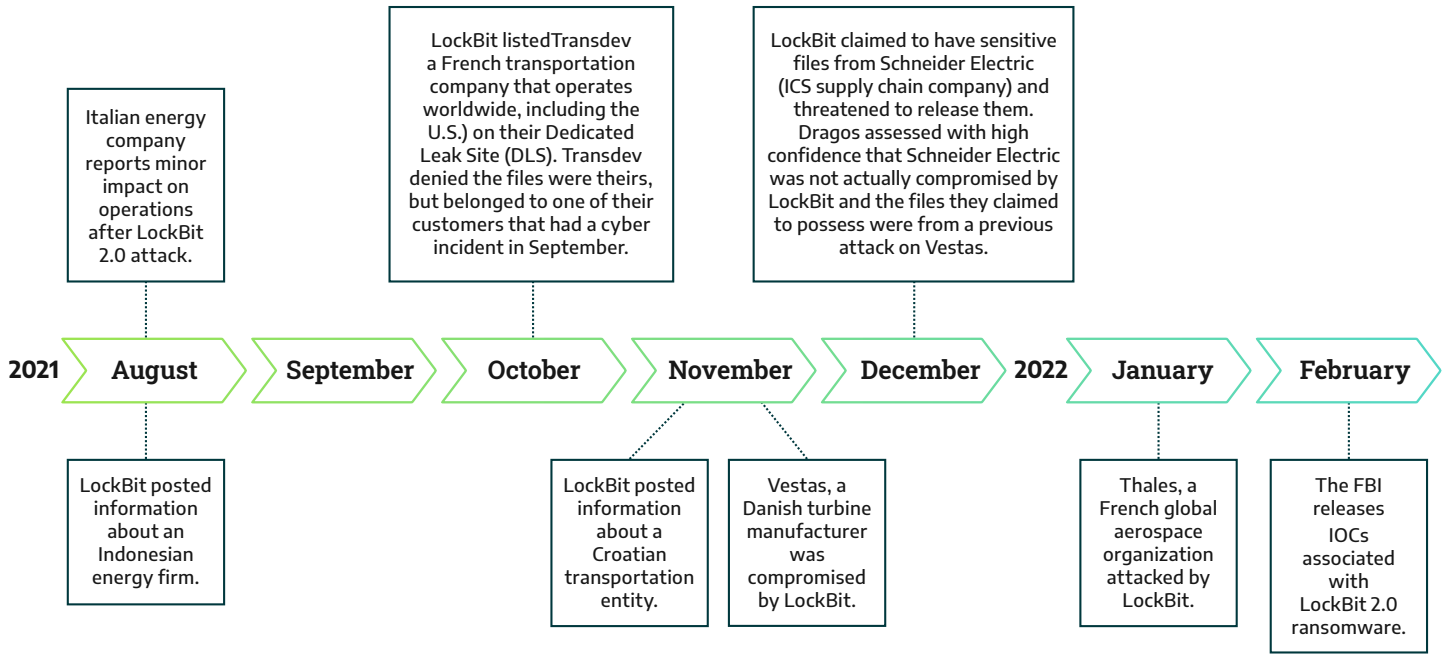 Italian energy
company
reports minor
impact on
operations
after LockBit
2.0 attack.
LockBit listedTransdev
a French transportation
company that operates
worldwide, including the
U.S.) on their Dedicated
Leak Site (DLS). Transdev
denied the files were theirs,
but belonged to one of their
customers that had a cyber
incident in September.
LockBit claimed to have sensitive
files from Schneider Electric
(ICS supply chain company) and
threatened to release them.
Dragos assessed with high
confidence that Schneider Electric
was not actually compromised by
LockBit and the files they claimed
to possess were from a previous
attack on Vestas.
2021
August
September
October
November
December
2022
January
February
LockBit posted
information
about an
Indonesian
energy firm.
LockBit posted
information
about a
Croatian
transportation
entity.
Vestas, a
Danish turbine
manufacturer
was
compromised
by LockBit.
Thales, a
French global
aerospace
organization
attacked by
LockBit.
The FBI
releases
IOCs
associated
with
LockBit 2.0
ransomware.